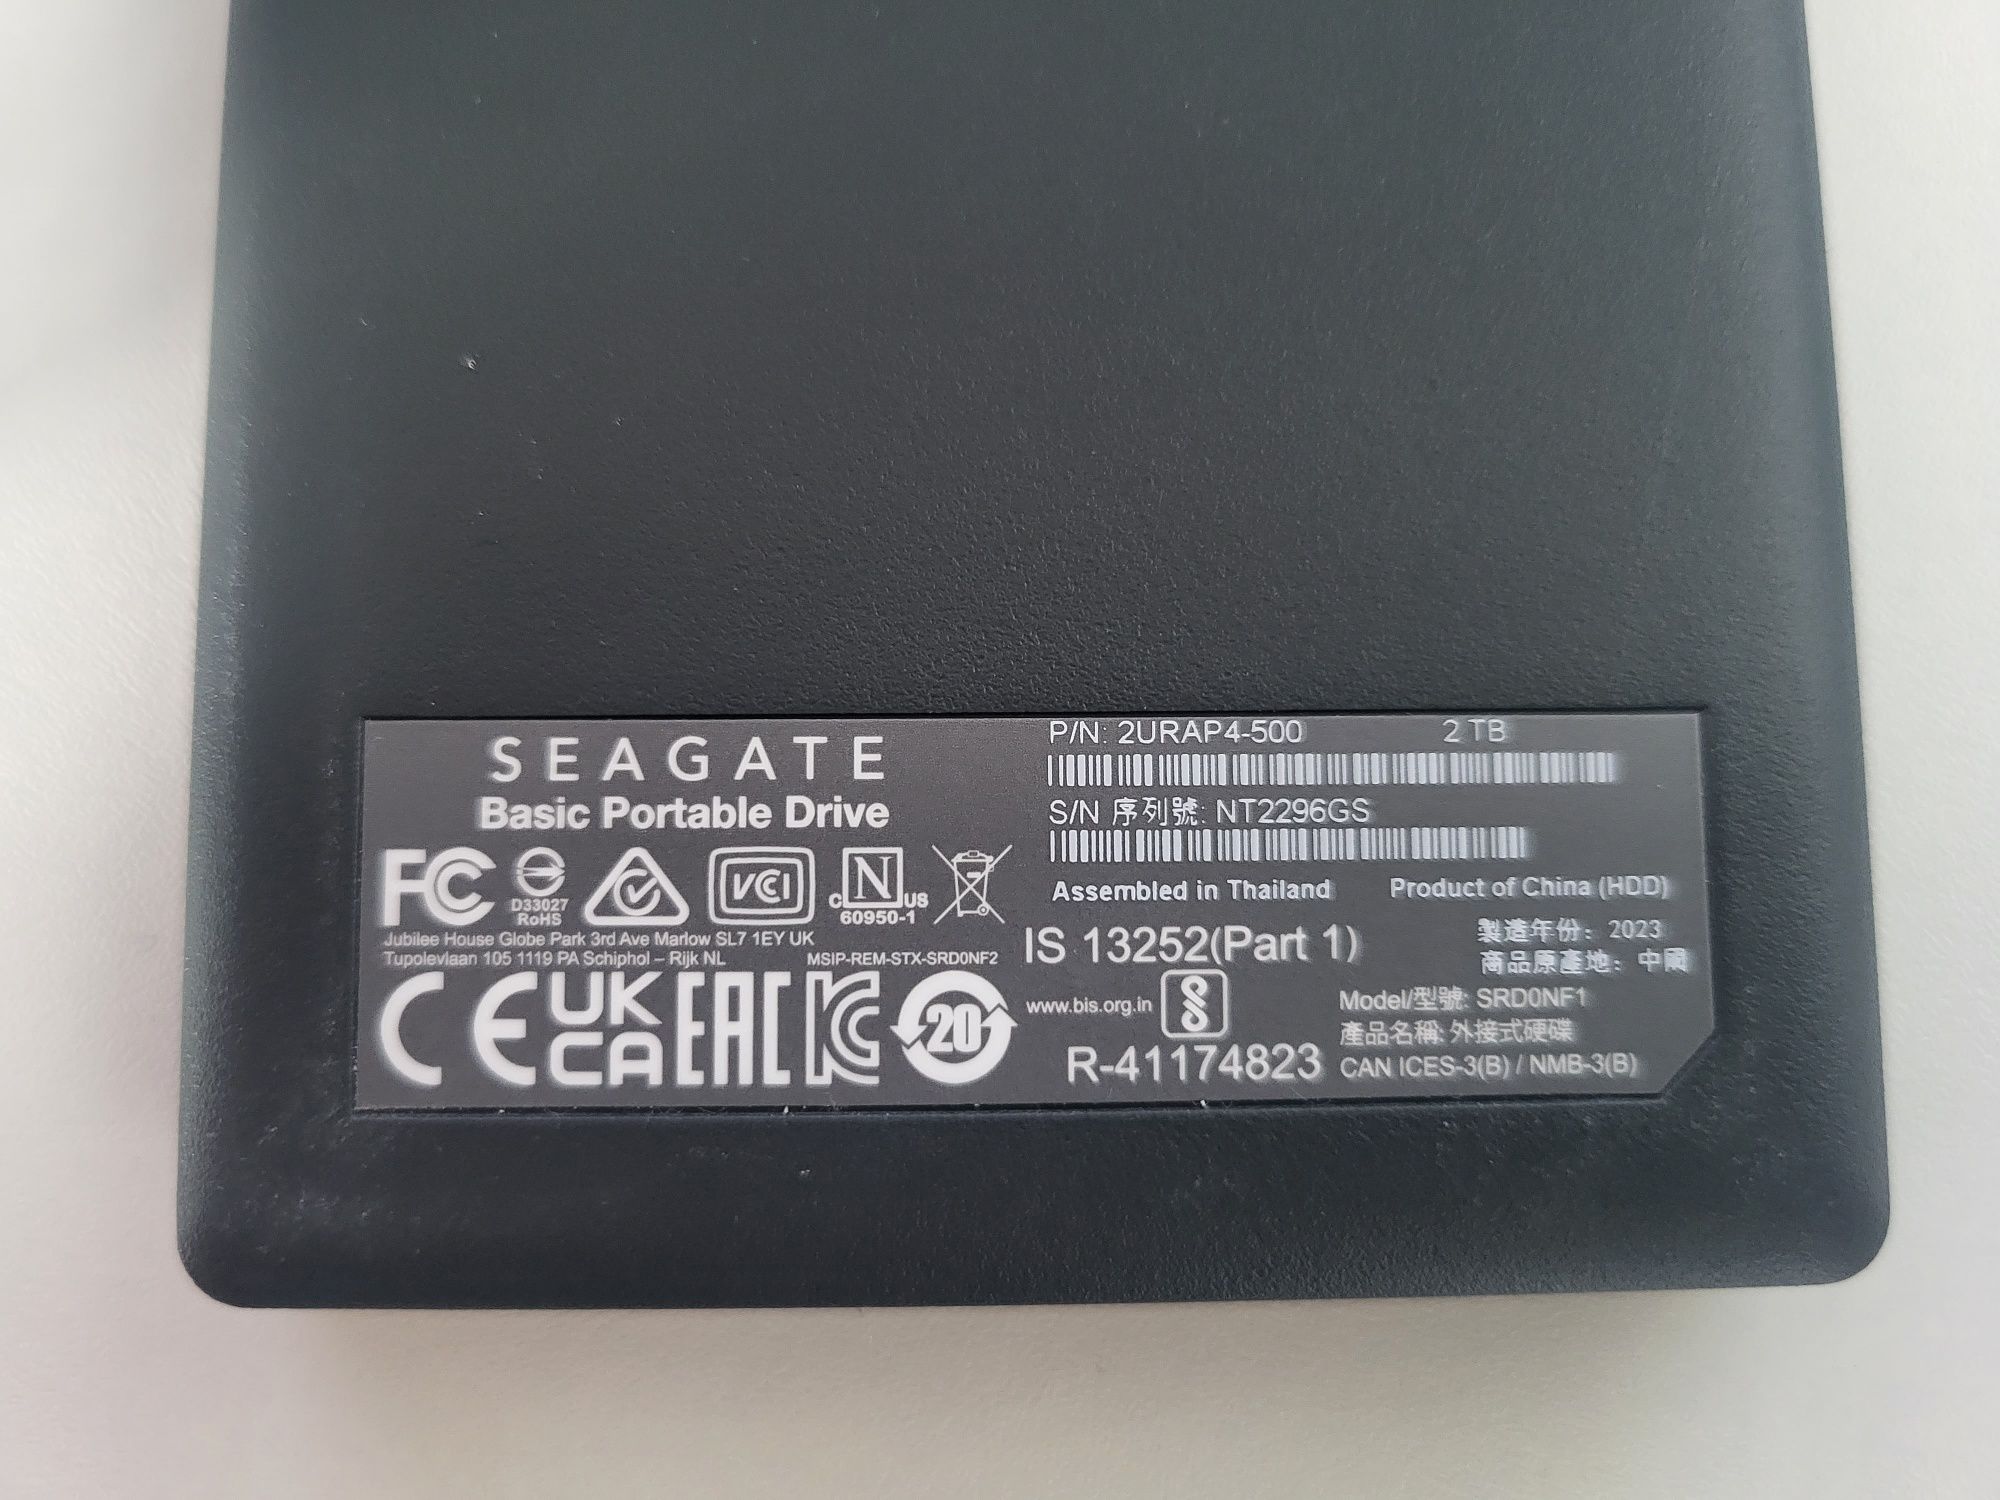 SEAGATE
Basic Portable Drive
FC
D33027
RoHS
VCI
N
C US
60950-1
Jubilee House Globe Park 3rd Ave Marlow SL7 1EY UK
Tupolevlaan 105 1119 PA Schiphol – Rijk NL
MSIP-REM-STX-SRD0NF2
CE
UK
CA
EAC
KC
20
P/N: 2URAP4-500 2 TB
S/N 序列號: NT2296GS
Assembled in Thailand Product of China (HDD)
IS 13252(Part 1)
製造年份：2023
商品原產地：中國
www.bis.org.in
R-41174823
Model/型號: SRD0NF1
產品名稱: 外接式硬碟
CAN ICES-3(B) / NMB-3(B)